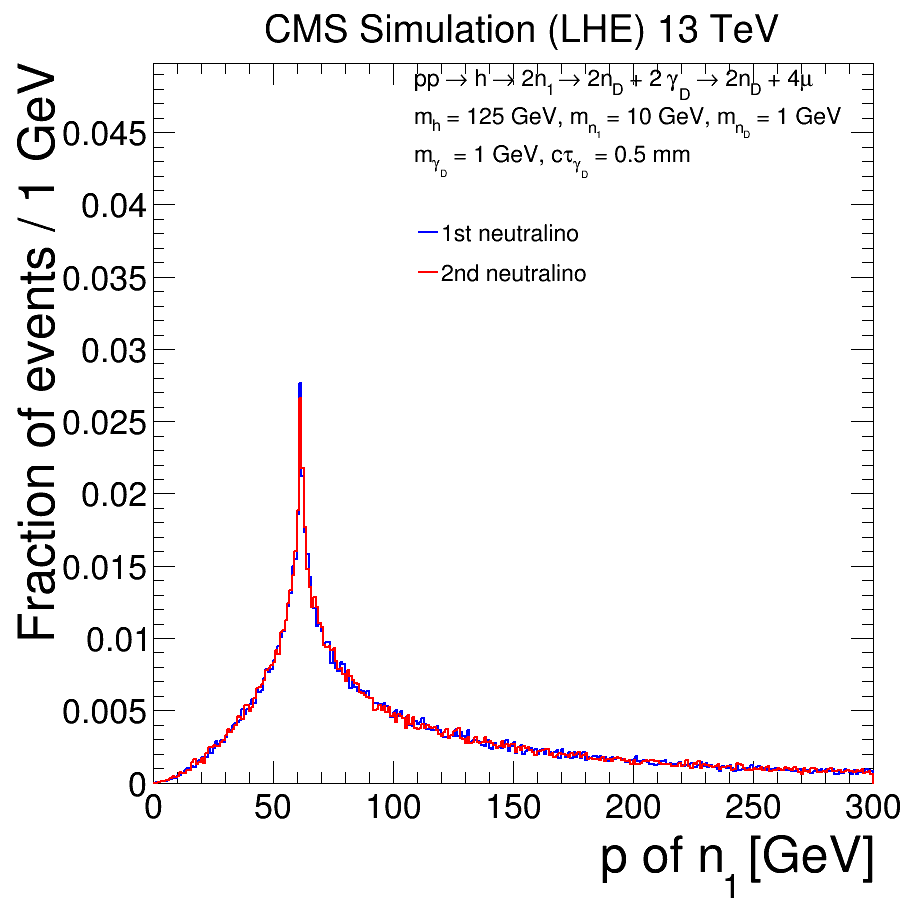 CMS Simulation (LHE) 13 TeV
pp → h → 2n₁ → 2n_D + 2 γ_D → 2n_D + 4μ
m_h = 125 GeV, m_n₁ = 10 GeV, m_n_D = 1 GeV
m_γ_D = 1 GeV, cτ_γ_D = 0.5 mm
1st neutralino
2nd neutralino
Fraction of events / 1 GeV
0.045
0.04
0.035
0.03
0.025
0.02
0.015
0.01
0.005
0
0 50 100 150 200 250 300
p of n₁ [GeV]